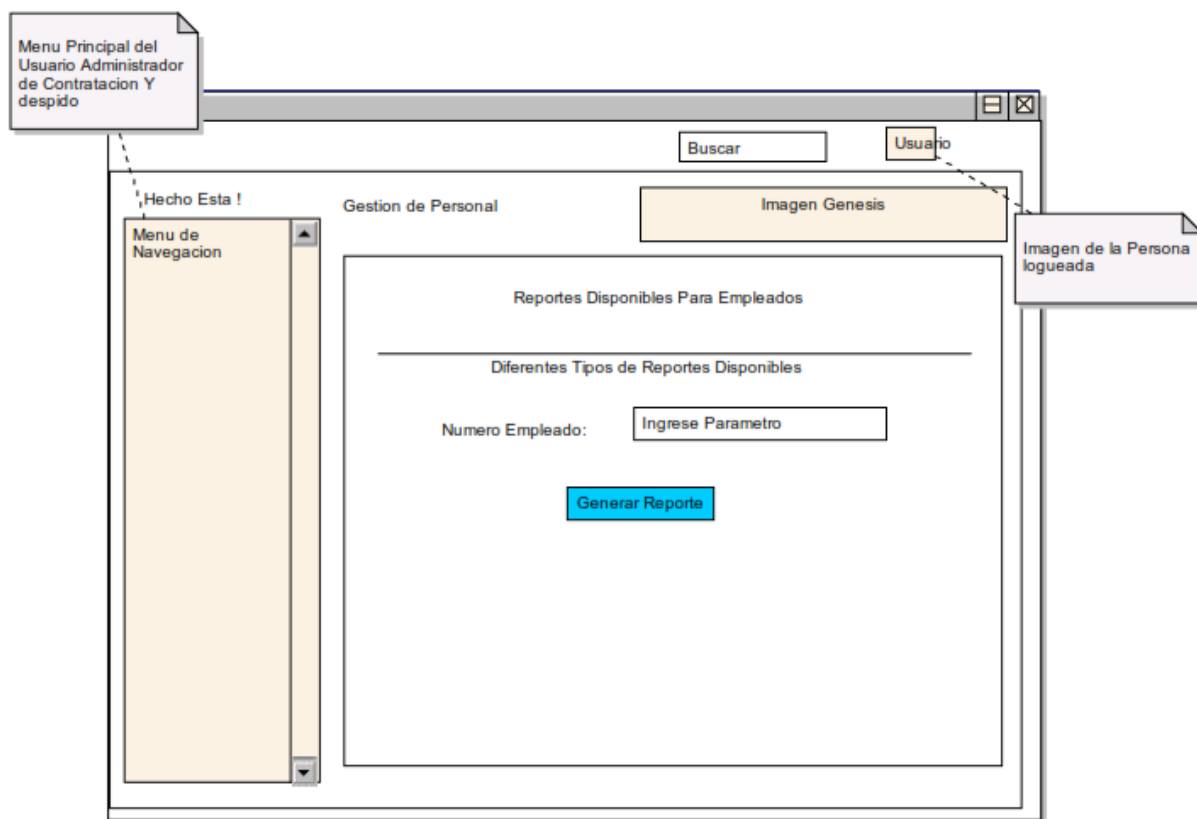 Menu Principal del
Usuario Administrador
de Contratacion Y
despido
Buscar
Usuario
Hecho Esta !
Gestion de Personal
Imagen Genesis
Menu de
Navegacion
Imagen de la Persona
logueada
Reportes Disponibles Para Empleados
Diferentes Tipos de Reportes Disponibles
Numero Empleado:
Ingrese Parametro
Generar Reporte